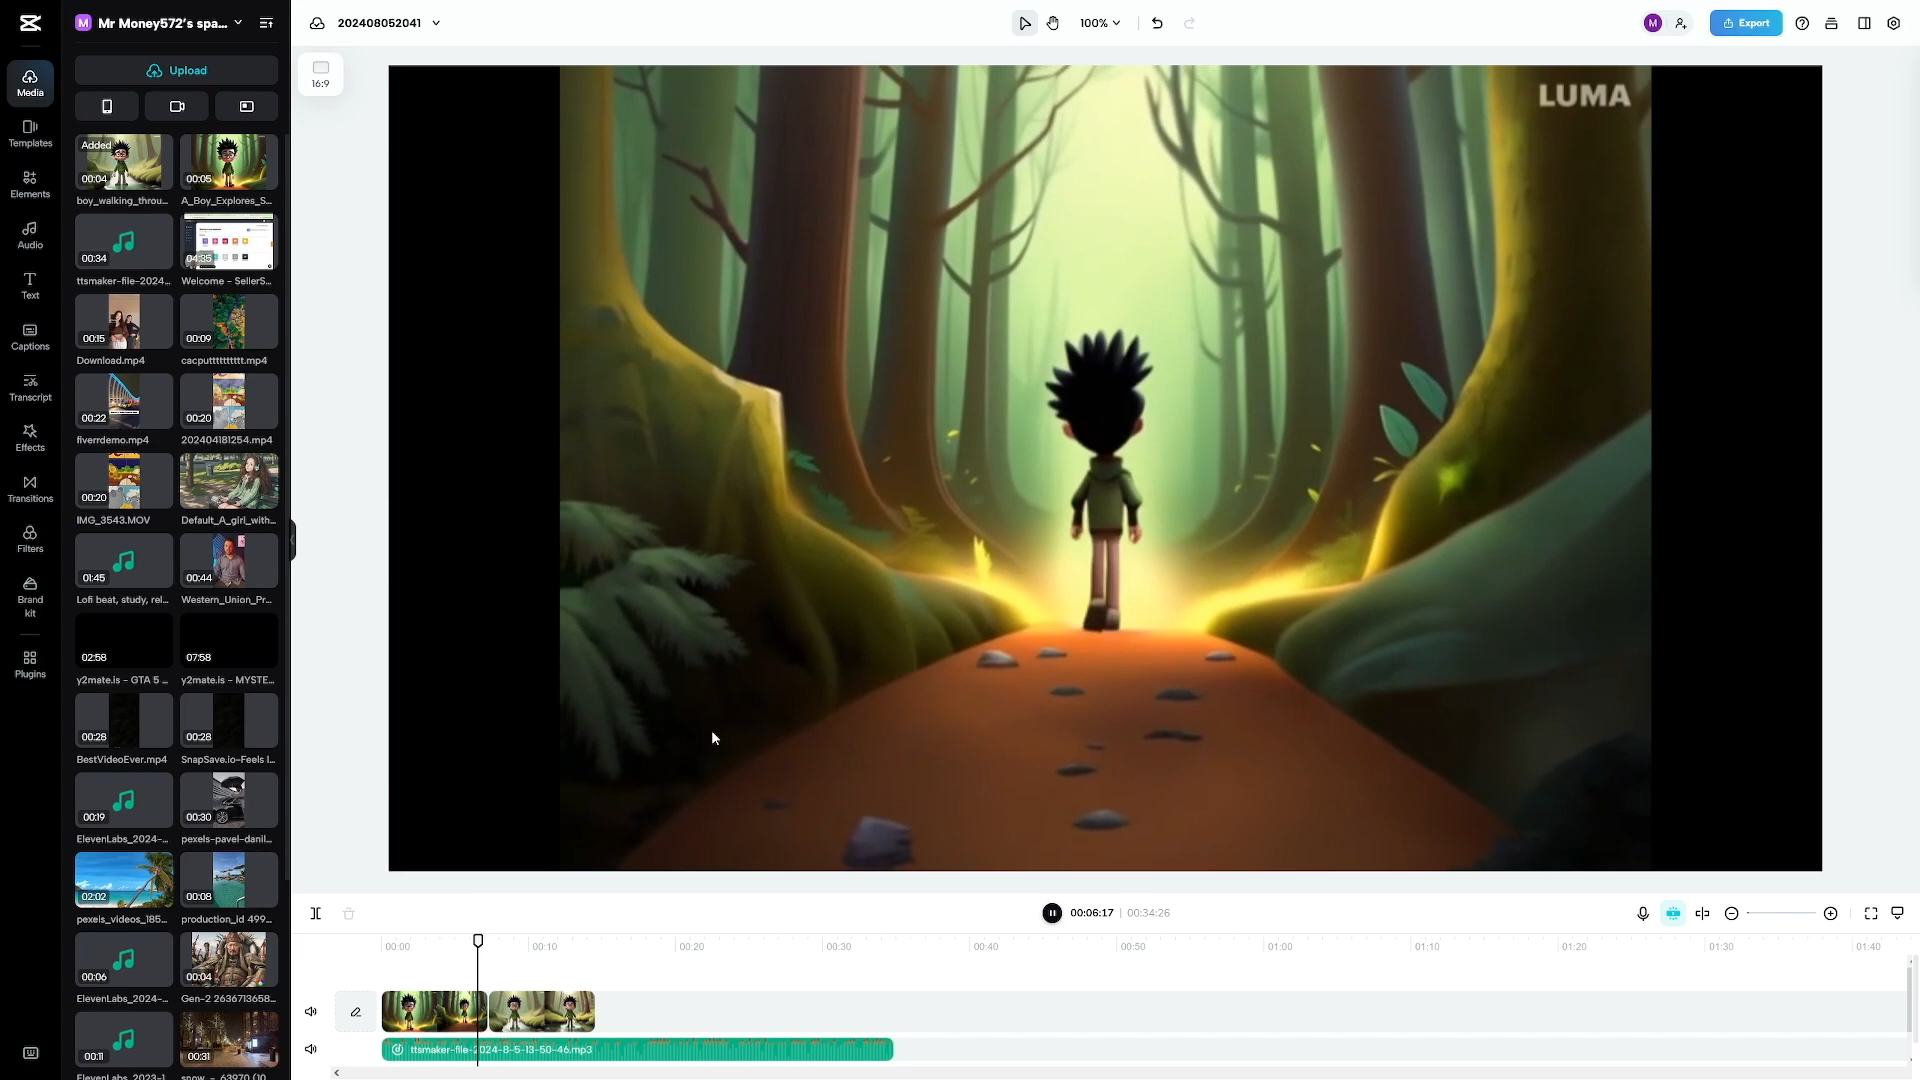 M Mr Money572's spa...
202408052041
100%
M
Export
Upload
16:9
LUMA
Media
Templates
Elements
Audio
Text
Captions
Transcript
Effects
Transitions
Filters
Brand
kit
Plugins
Added
00:04
00:05
boy_walking_throu...
A_Boy_Explores_S...
00:34
04:35
ttsmaker-file-2024...
Welcome - SellerS...
00:15
00:09
Download.mp4
cacputttttttttt.mp4
00:22
00:20
fiverrdemo.mp4
202404181254.mp4
00:20
IMG_3543.MOV
Default_A_girl_with...
01:45
00:44
Lofi beat, study, rel...
Western_Union_Pr...
02:58
07:58
y2mate.is - GTA 5 ...
y2mate.is - MYSTE...
00:28
00:28
BestVideoEver.mp4
SnapSave.io-Feels I...
00:19
00:30
ElevenLabs_2024-...
pexels-pavel-danil...
02:02
00:08
pexels_videos_185...
production_id 499...
00:06
00:04
ElevenLabs_2024-...
Gen-2 2636713658...
00:11
00:31
ElevenLabs_2023-1...
snow_-_63970 (10...
00:06:17 | 00:34:26
00:00 00:10 00:20 00:30 00:40 00:50 01:00 01:10 01:20 01:30 01:40
ttsmaker-file-2024-8-5-13-50-46.mp3